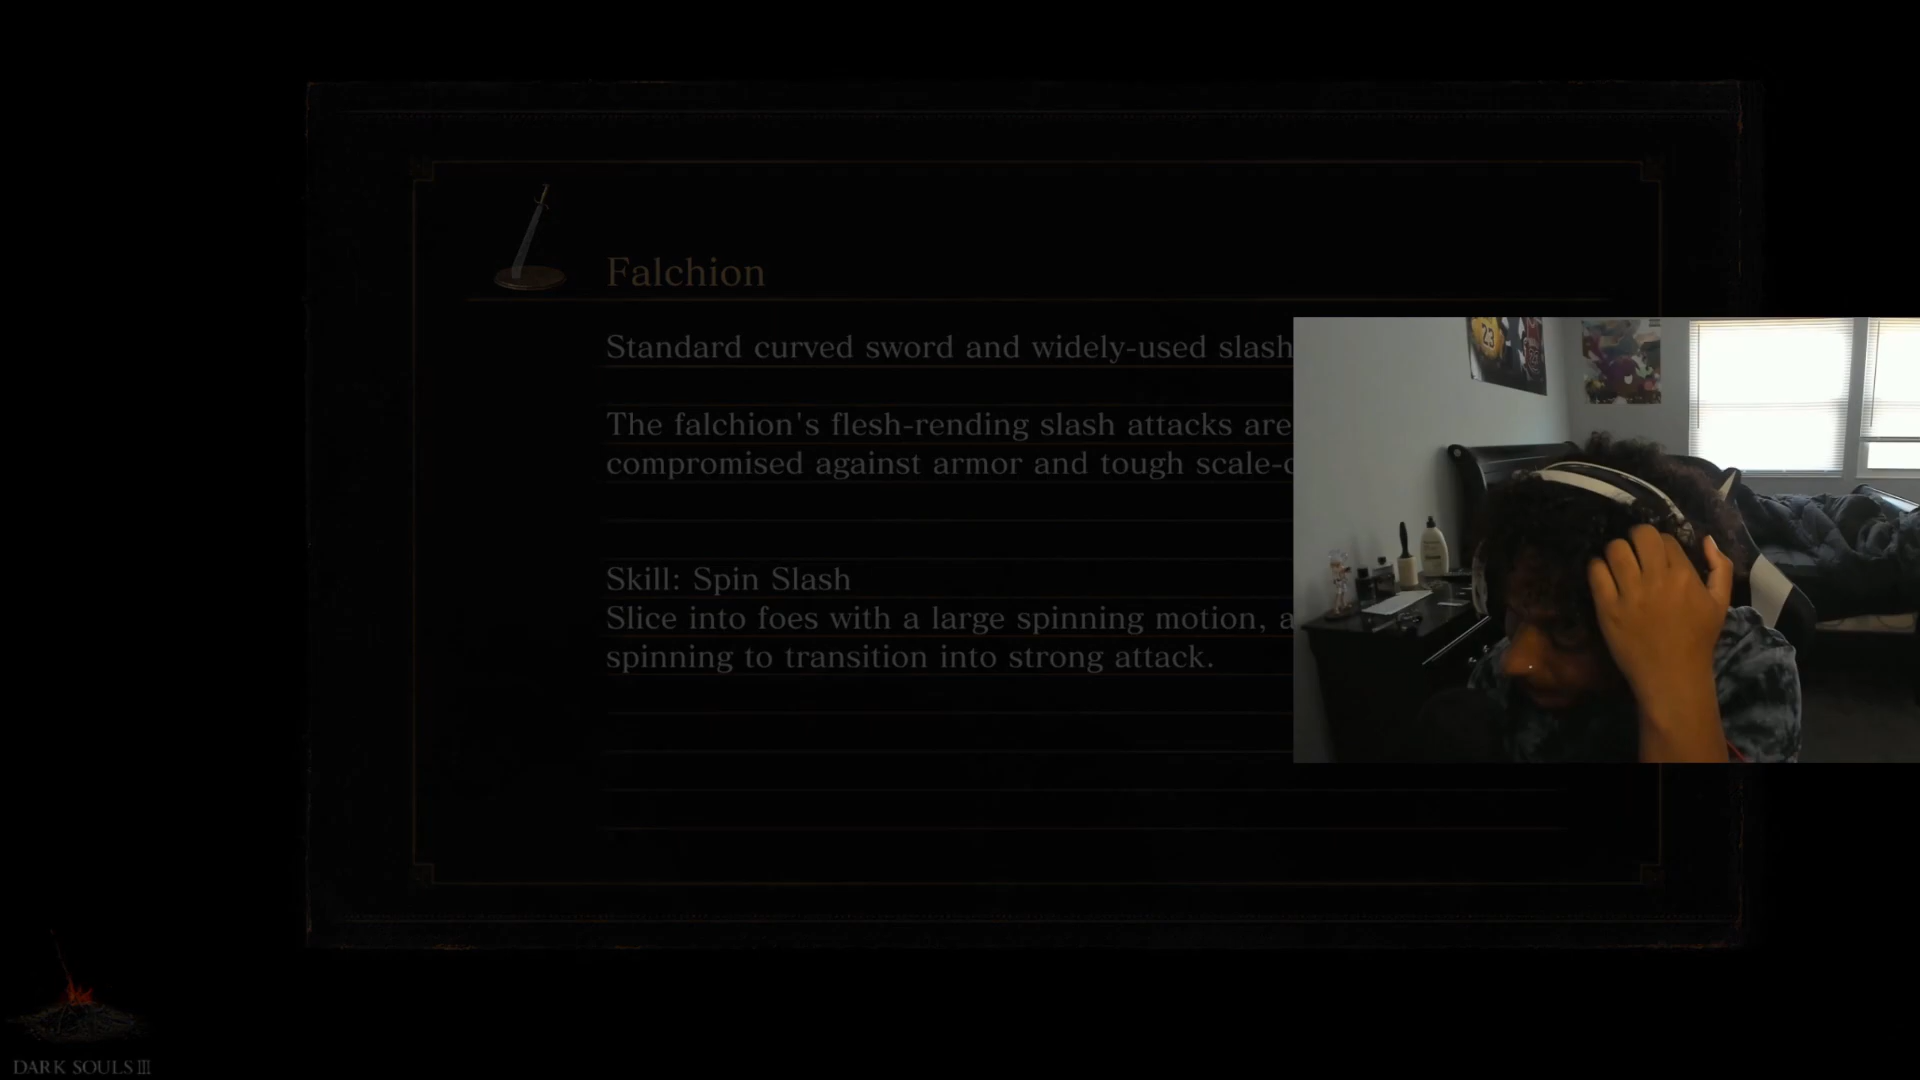 Falchion
Standard curved sword and widely-used slash
The falchion's flesh-rending slash attacks are
compromised against armor and tough scale-
Skill: Spin Slash
Slice into foes with a large spinning motion,
spinning to transition into strong attack.
23
DARK SOULS III